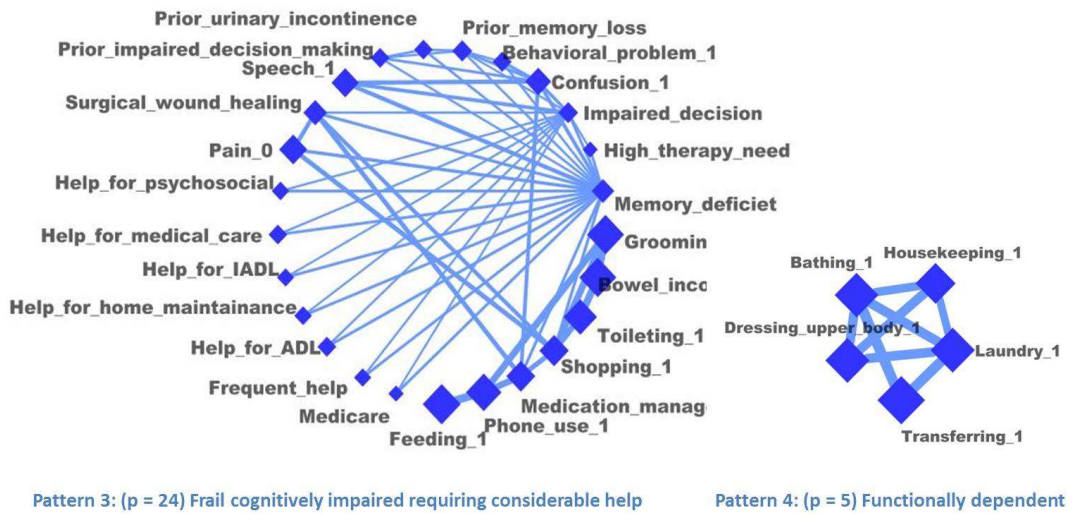 Prior_urinary_incontinence
Prior_memory_loss
Prior_impaired_decision_making
Behavioral_problem_1
Speech_1
Confusion_1
Surgical_wound_healing
Impaired_decision
Pain_0
High_therapy_need
Help_for_psychosocial
Memory_deficiet
Help_for_medical_care
Groomin
Help_for_IADL
Bowel_inco
Help_for_home_maintainance
Toileting_1
Help_for_ADL
Shopping_1
Frequent_help
Medication_manag
Medicare
Phone_use_1
Feeding_1
Housekeeping_1
Bathing_1
Dressing_upper_body_1
Laundry_1
Transferring_1
Pattern 3: (p = 24) Frail cognitively impaired requiring considerable help
Pattern 4: (p = 5) Functionally dependent